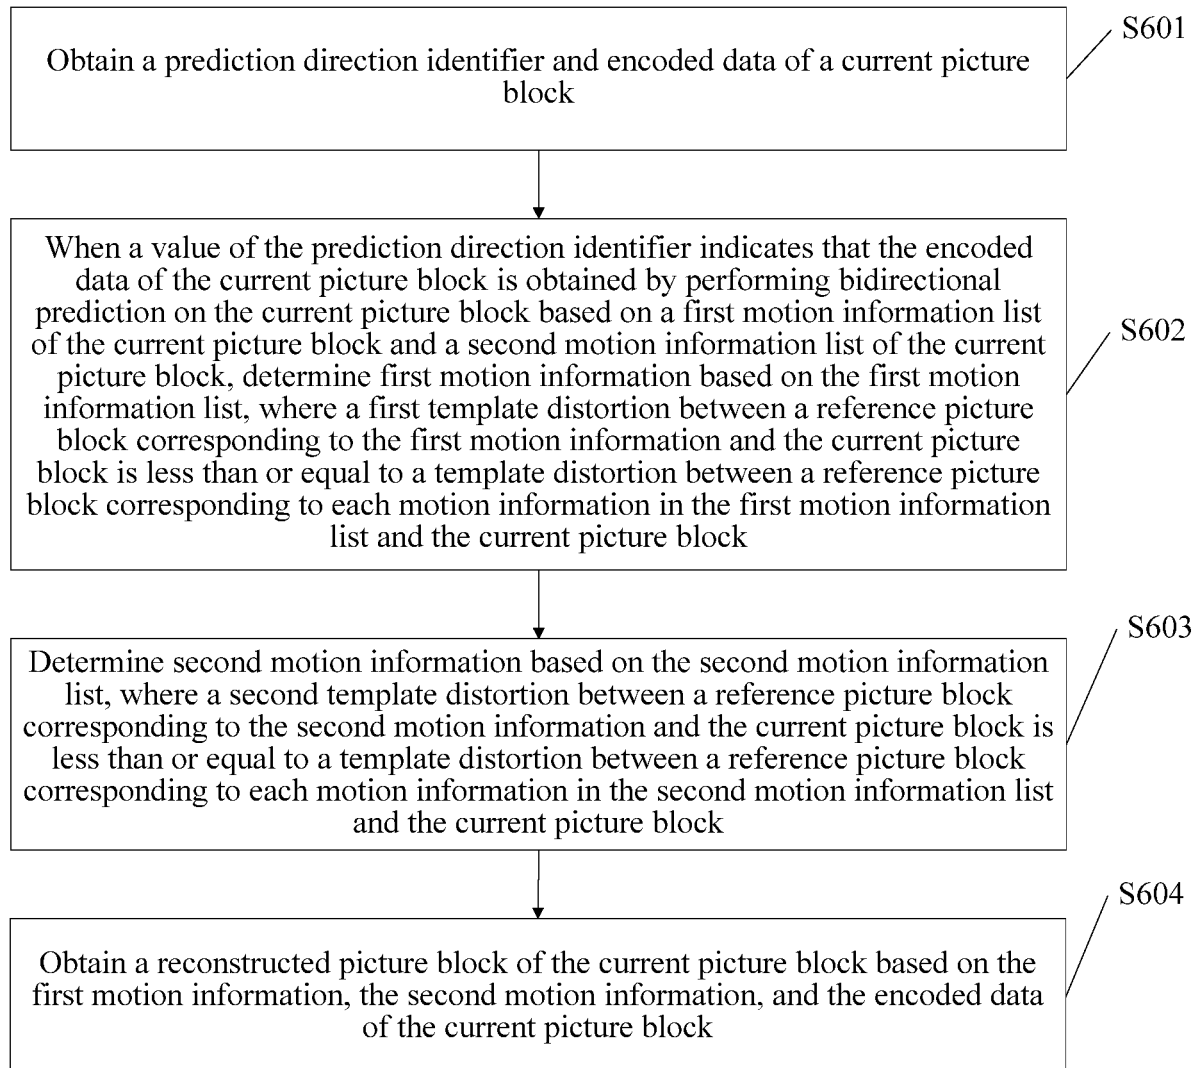 S601
Obtain a prediction direction identifier and encoded data of a current picture
block
When a value of the prediction direction identifier indicates that the encoded
data of the current picture block is obtained by performing bidirectional
prediction on the current picture block based on a first motion information list
of the current picture block and a second motion information list of the current
picture block, determine first motion information based on the first motion
information list, where a first template distortion between a reference picture
block corresponding to the first motion information and the current picture
block is less than or equal to a template distortion between a reference picture
block corresponding to each motion information in the first motion information
list and the current picture block
S602
S603
Determine second motion information based on the second motion information
list, where a second template distortion between a reference picture block
corresponding to the second motion information and the current picture block is
less than or equal to a template distortion between a reference picture block
corresponding to each motion information in the second motion information list
and the current picture block
S604
Obtain a reconstructed picture block of the current picture block based on the
first motion information, the second motion information, and the encoded data
of the current picture block